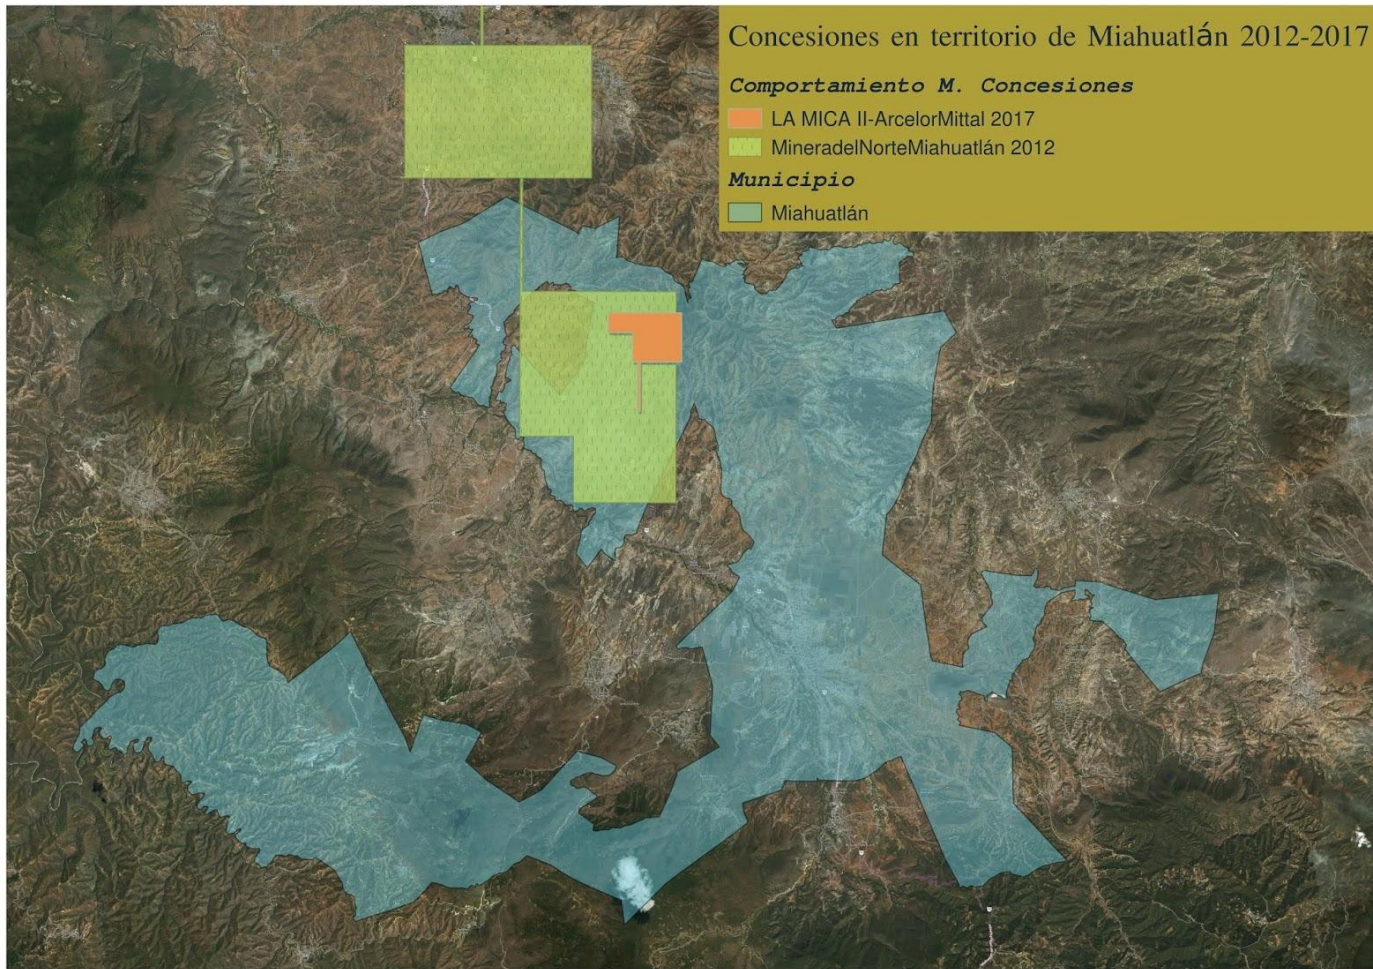 Concesiones en territorio de Miahuatlán 2012-2017
Comportamiento M. Concesiones
LA MICA II-ArcelorMittal 2017
MineradelNorteMiahuatlán 2012
Municipio
Miahuatlán